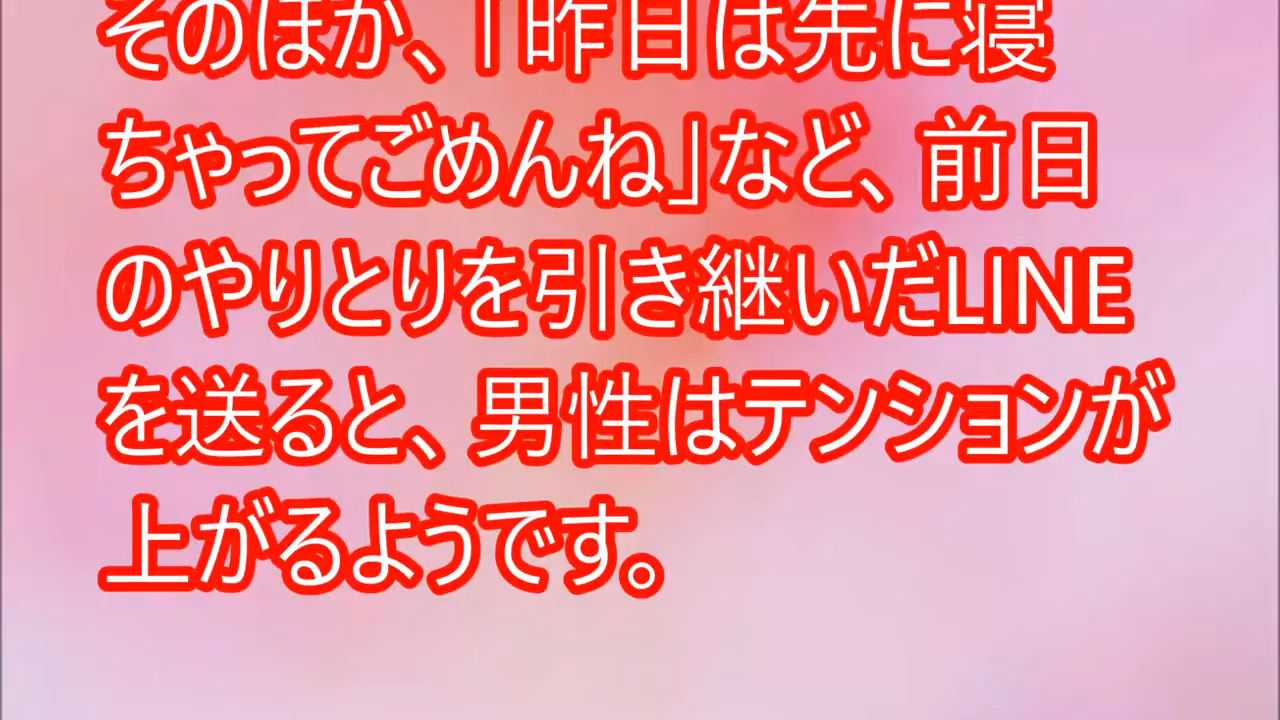 そのほか、「昨日は先に寝
ちゃってごめんね」など、前日
のやりとりを引き継いだLINE
を送ると、男性はテンションが
上がるようです。